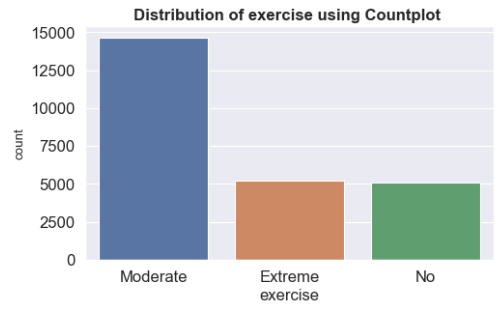 Distribution of exercise using Countplot
15000
12500
10000
7500
5000
2500
0
count
Moderate
Extreme
No
exercise